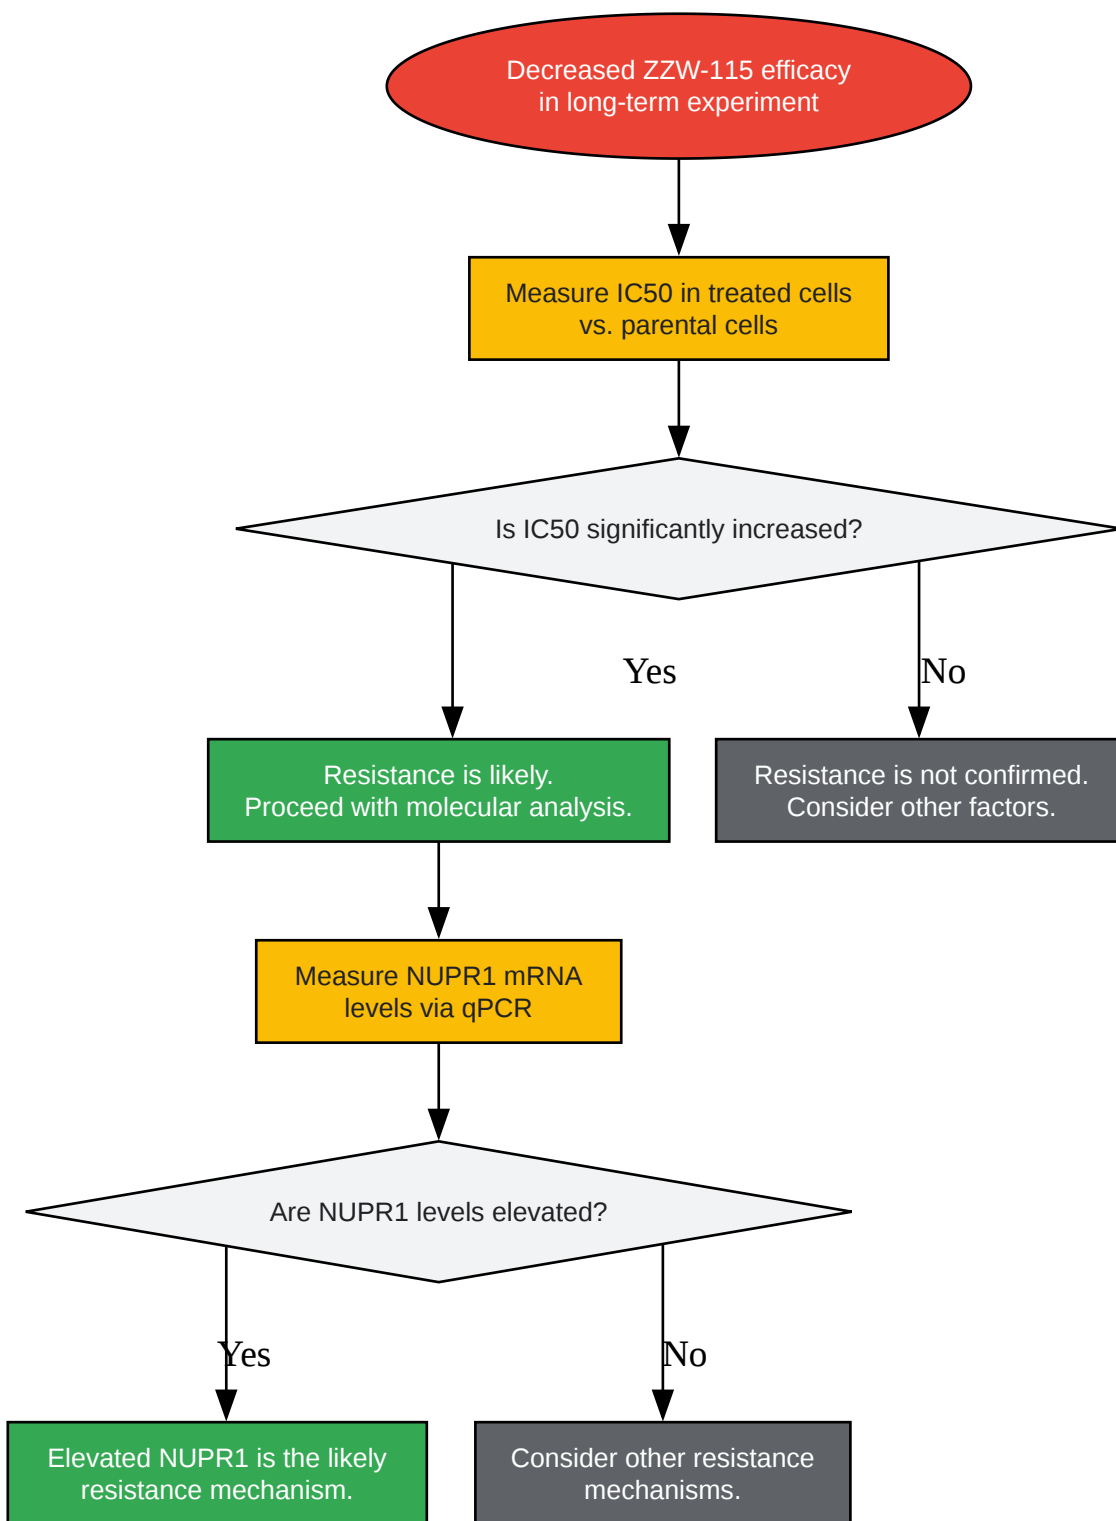 Decreased ZZW-115 efficacy
in long-term experiment
Measure IC50 in treated cells
vs. parental cells
Is IC50 significantly increased?
Yes
No
Resistance is likely.
Proceed with molecular analysis.
Resistance is not confirmed.
Consider other factors.
Measure NUPR1 mRNA
levels via qPCR
Are NUPR1 levels elevated?
Yes
No
Elevated NUPR1 is the likely
resistance mechanism.
Consider other resistance
mechanisms.